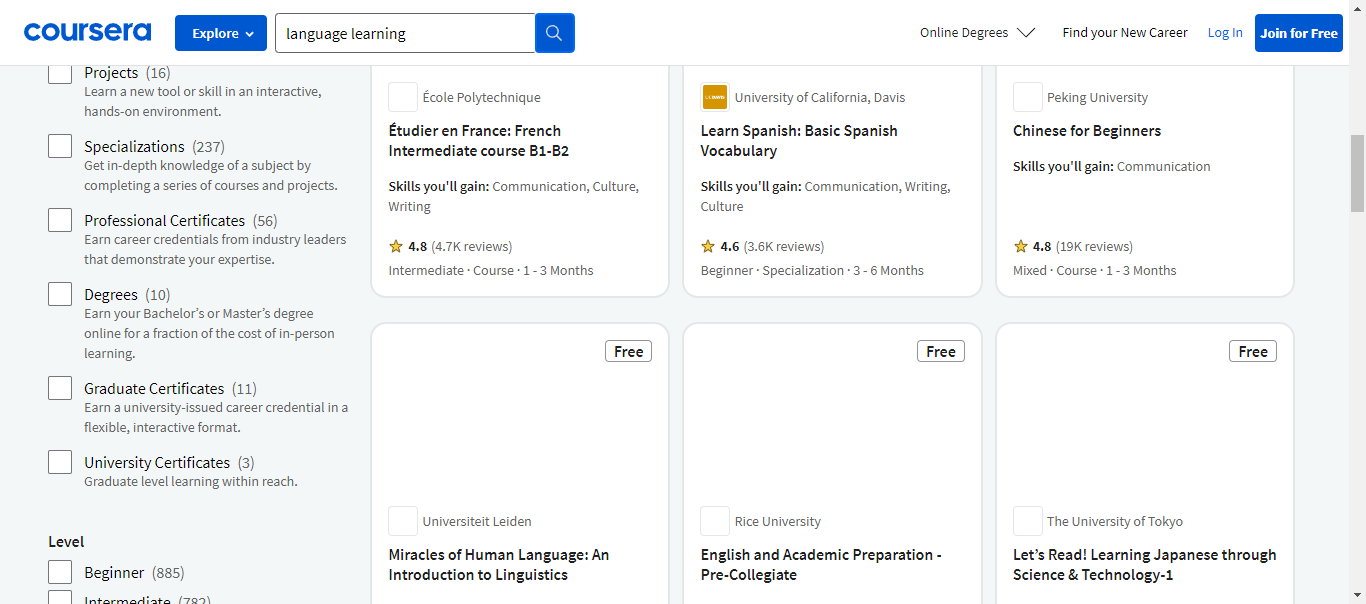 coursera
Explore
language learning
Online Degrees
Find your New Career
Log In
Join for Free
Projects (16)
Learn a new tool or skill in an interactive,
hands-on environment.
Specializations (237)
Get in-depth knowledge of a subject by
completing a series of courses and projects.
Professional Certificates (56)
Earn career credentials from industry leaders
that demonstrate your expertise.
Degrees (10)
Earn your Bachelor's or Master's degree
online for a fraction of the cost of in-person
learning.
Graduate Certificates (11)
Earn a university-issued career credential in a
flexible, interactive format.
University Certificates (3)
Graduate level learning within reach.
Level
Beginner (885)
Intermediate (782)
École Polytechnique
Étudier en France: French
Intermediate course B1-B2
Skills you'll gain: Communication, Culture,
Writing
4.8 (4.7K reviews)
Intermediate · Course · 1 - 3 Months
UC DAVIS
University of California, Davis
Learn Spanish: Basic Spanish
Vocabulary
Skills you'll gain: Communication, Writing,
Culture
4.6 (3.6K reviews)
Beginner · Specialization · 3 - 6 Months
Peking University
Chinese for Beginners
Skills you'll gain: Communication
4.8 (19K reviews)
Mixed · Course · 1 - 3 Months
Free
Universiteit Leiden
Miracles of Human Language: An
Introduction to Linguistics
Free
Rice University
English and Academic Preparation -
Pre-Collegiate
Free
The University of Tokyo
Let's Read! Learning Japanese through
Science & Technology-1